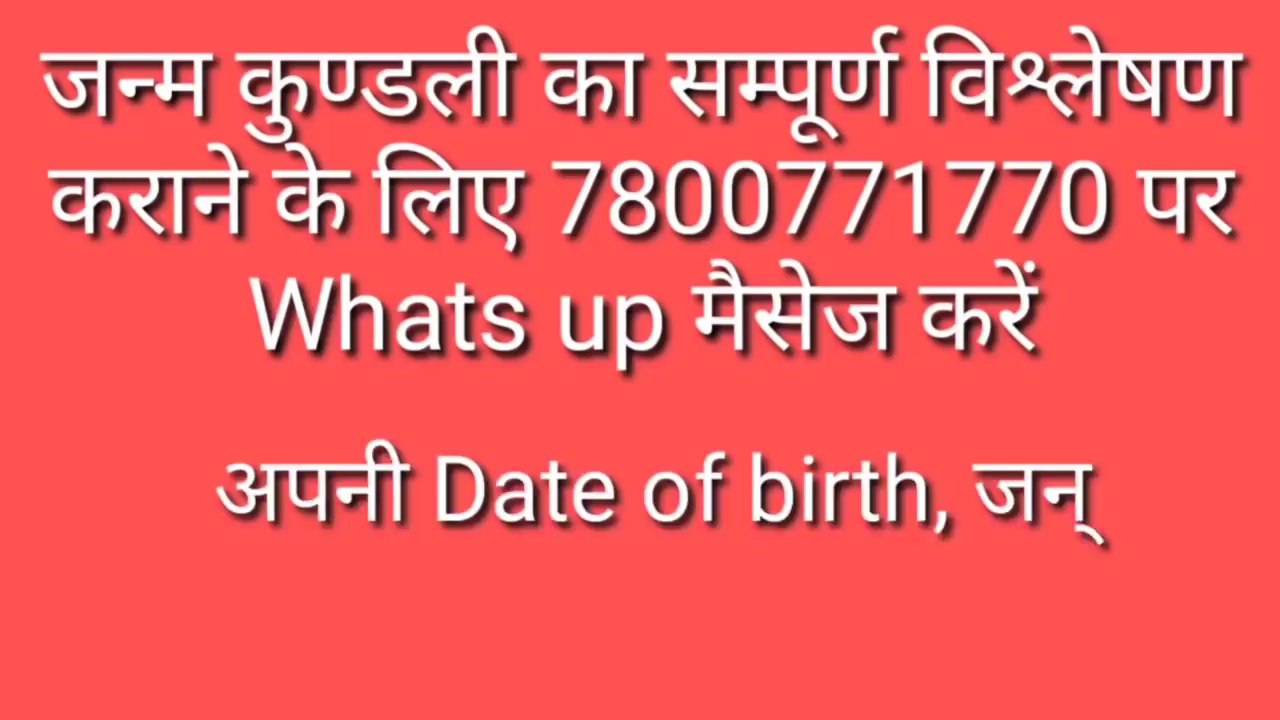 जन्म कुण्डली का सम्पूर्ण विश्लेषण
कराने के लिए 7800771770 पर
Whats up मैसेज करें
अपनी Date of birth, जन्